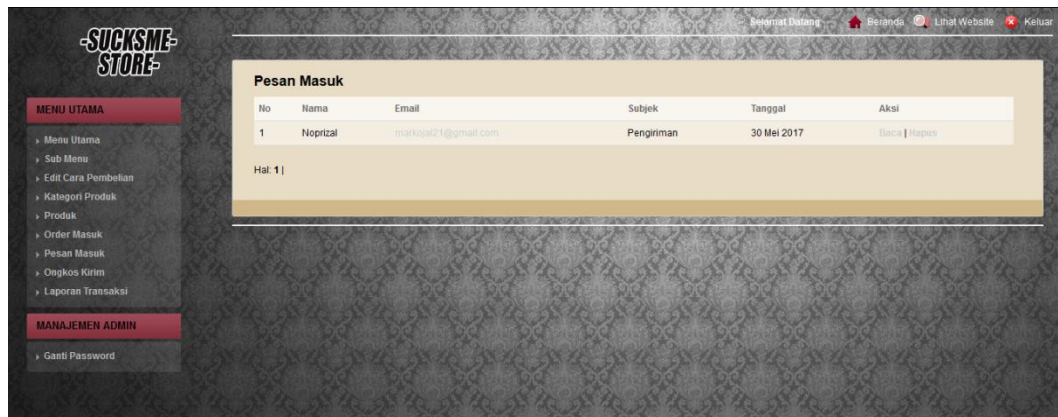 -SUCKSME-
STORE-
Selamat Datang
Beranda
Lihat Website
Keluar
MENU UTAMA
Menu Utama
Sub Menu
Edit Cara Pembelian
Kategori Produk
Produk
Order Masuk
Pesan Masuk
Ongkos Kirim
Laporan Transaksi
MANAJEMEN ADMIN
Ganti Password
Pesan Masuk
No Nama Email Subjek Tanggal Aksi
1 Noprizal markojal21@gmail.com Pengiriman 30 Mei 2017 Baca | Hapus
Hal: 1 |